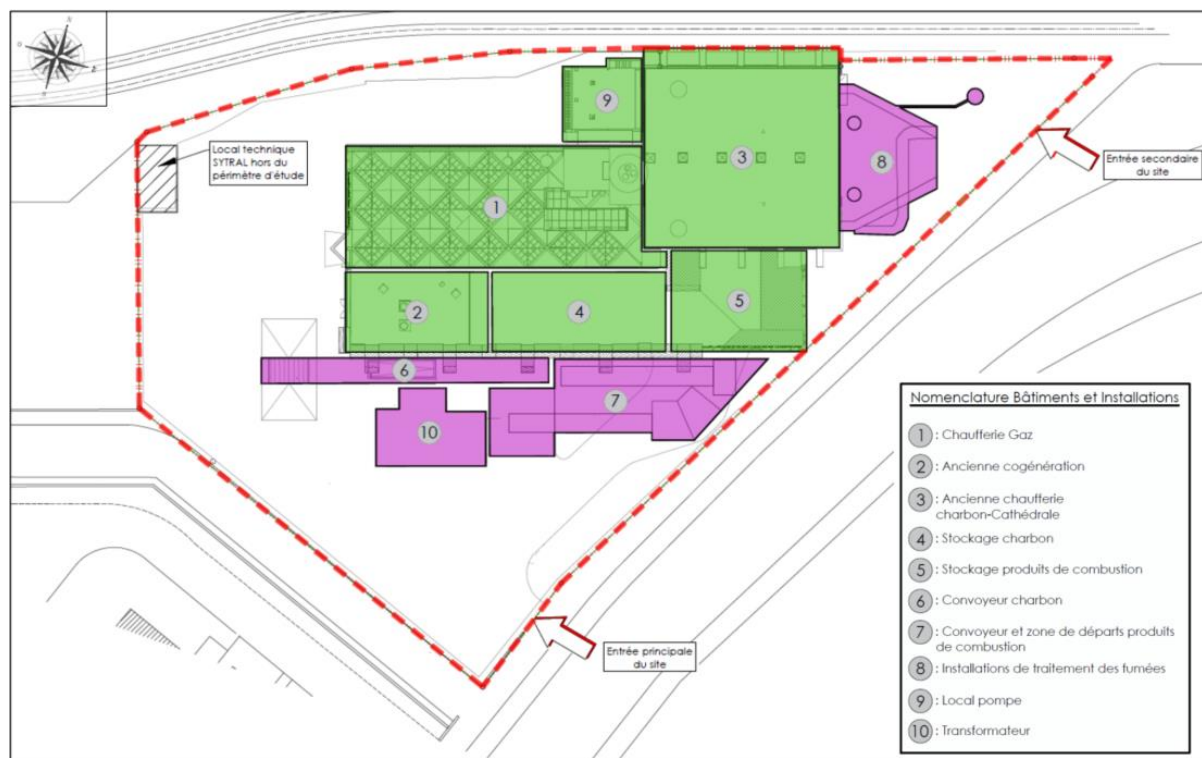 N
Local technique
SYTRAL hors du
périmètre d'étude
9
3
8
Entrée secondaire
du site
1
2
4
5
6
7
10
Entrée principale
du site
Nomenclature Bâtiments et Installations
1 : Chaufferie Gaz
2 : Ancienne cogénération
3 : Ancienne chaufferie
charbon-Cathédrale
4 : Stockage charbon
5 : Stockage produits de combustion
6 : Convoyeur charbon
7 : Convoyeur et zone de départs produits
de combustion
8 : Installations de traitement des fumées
9 : Local pompe
10 : Transformateur